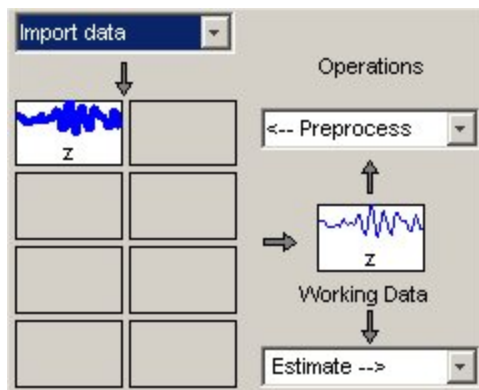 Import data
Operations
<-- Preprocess
z
z
Working Data
Estimate -->